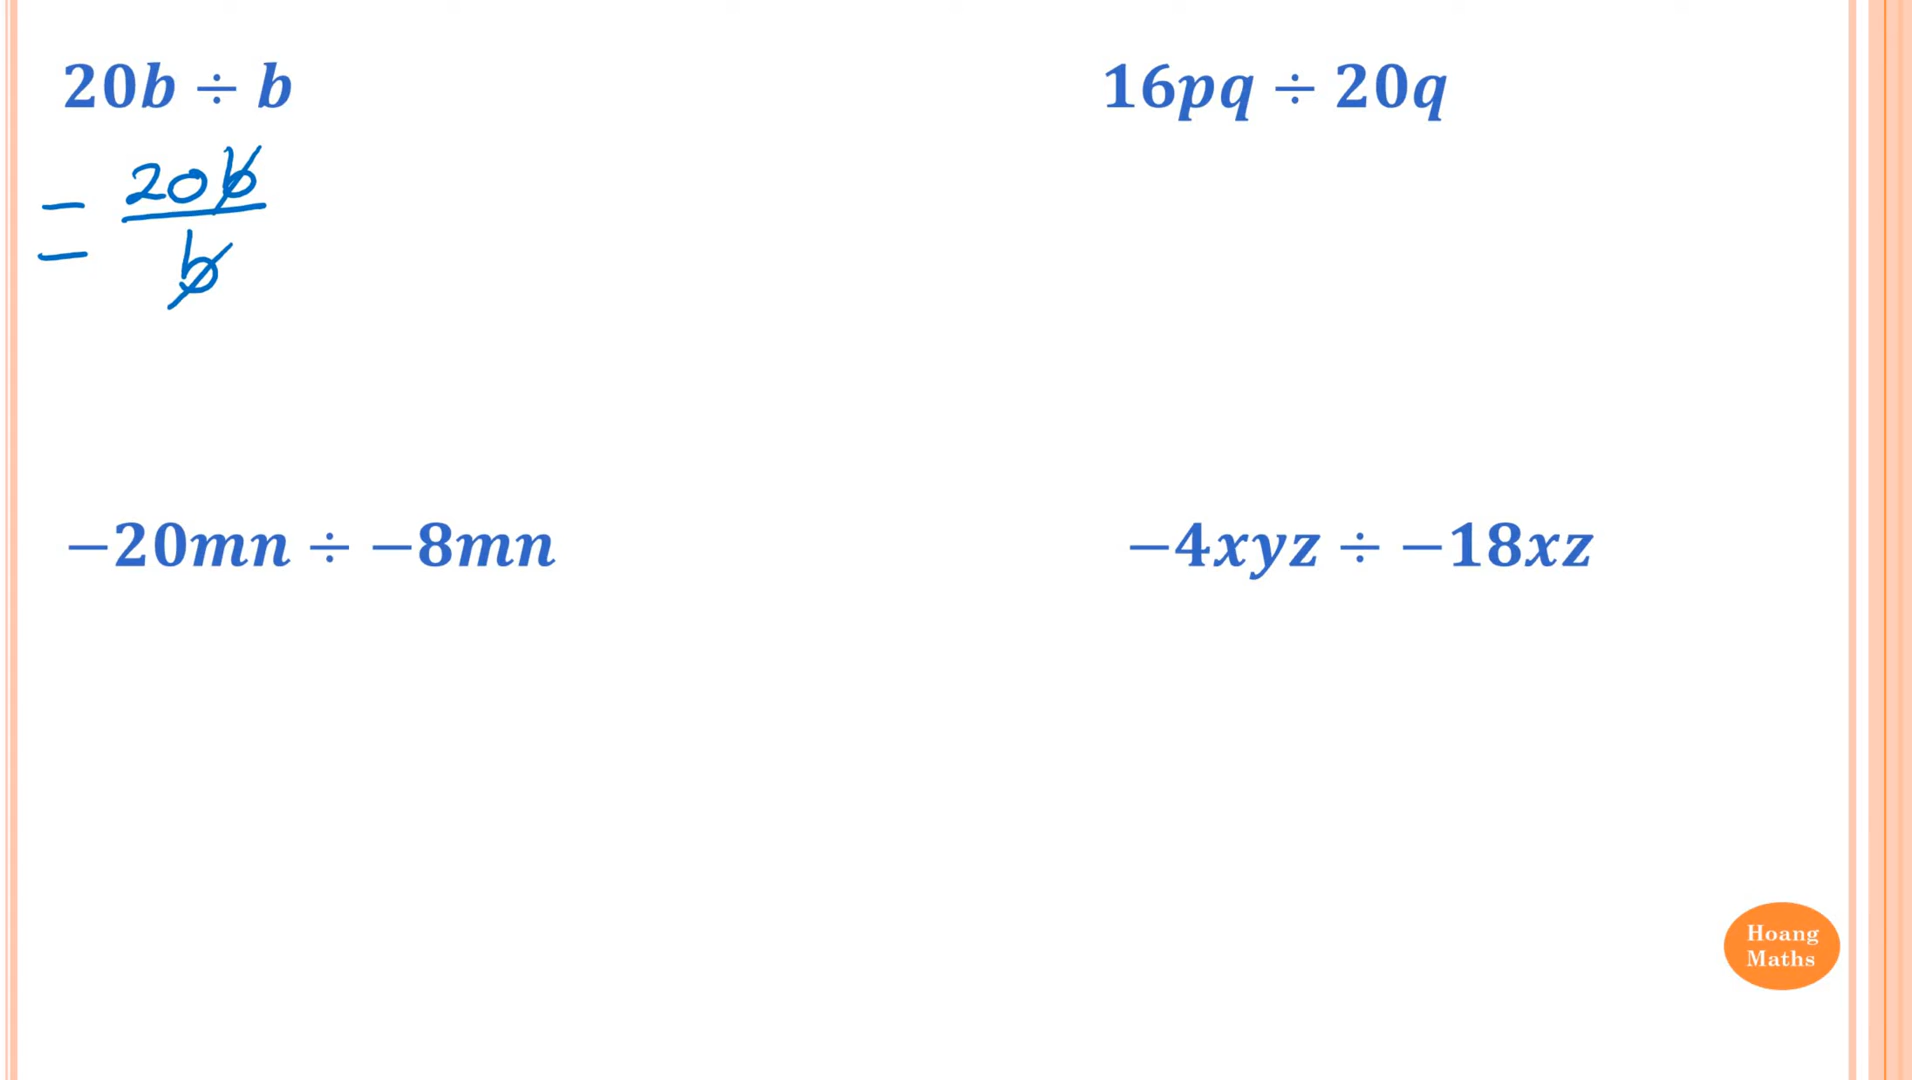 20b ÷ b
= 20b
b
16pq ÷ 20q
−20mn ÷ −8mn
−4xyz ÷ −18xz
Hoang
Maths